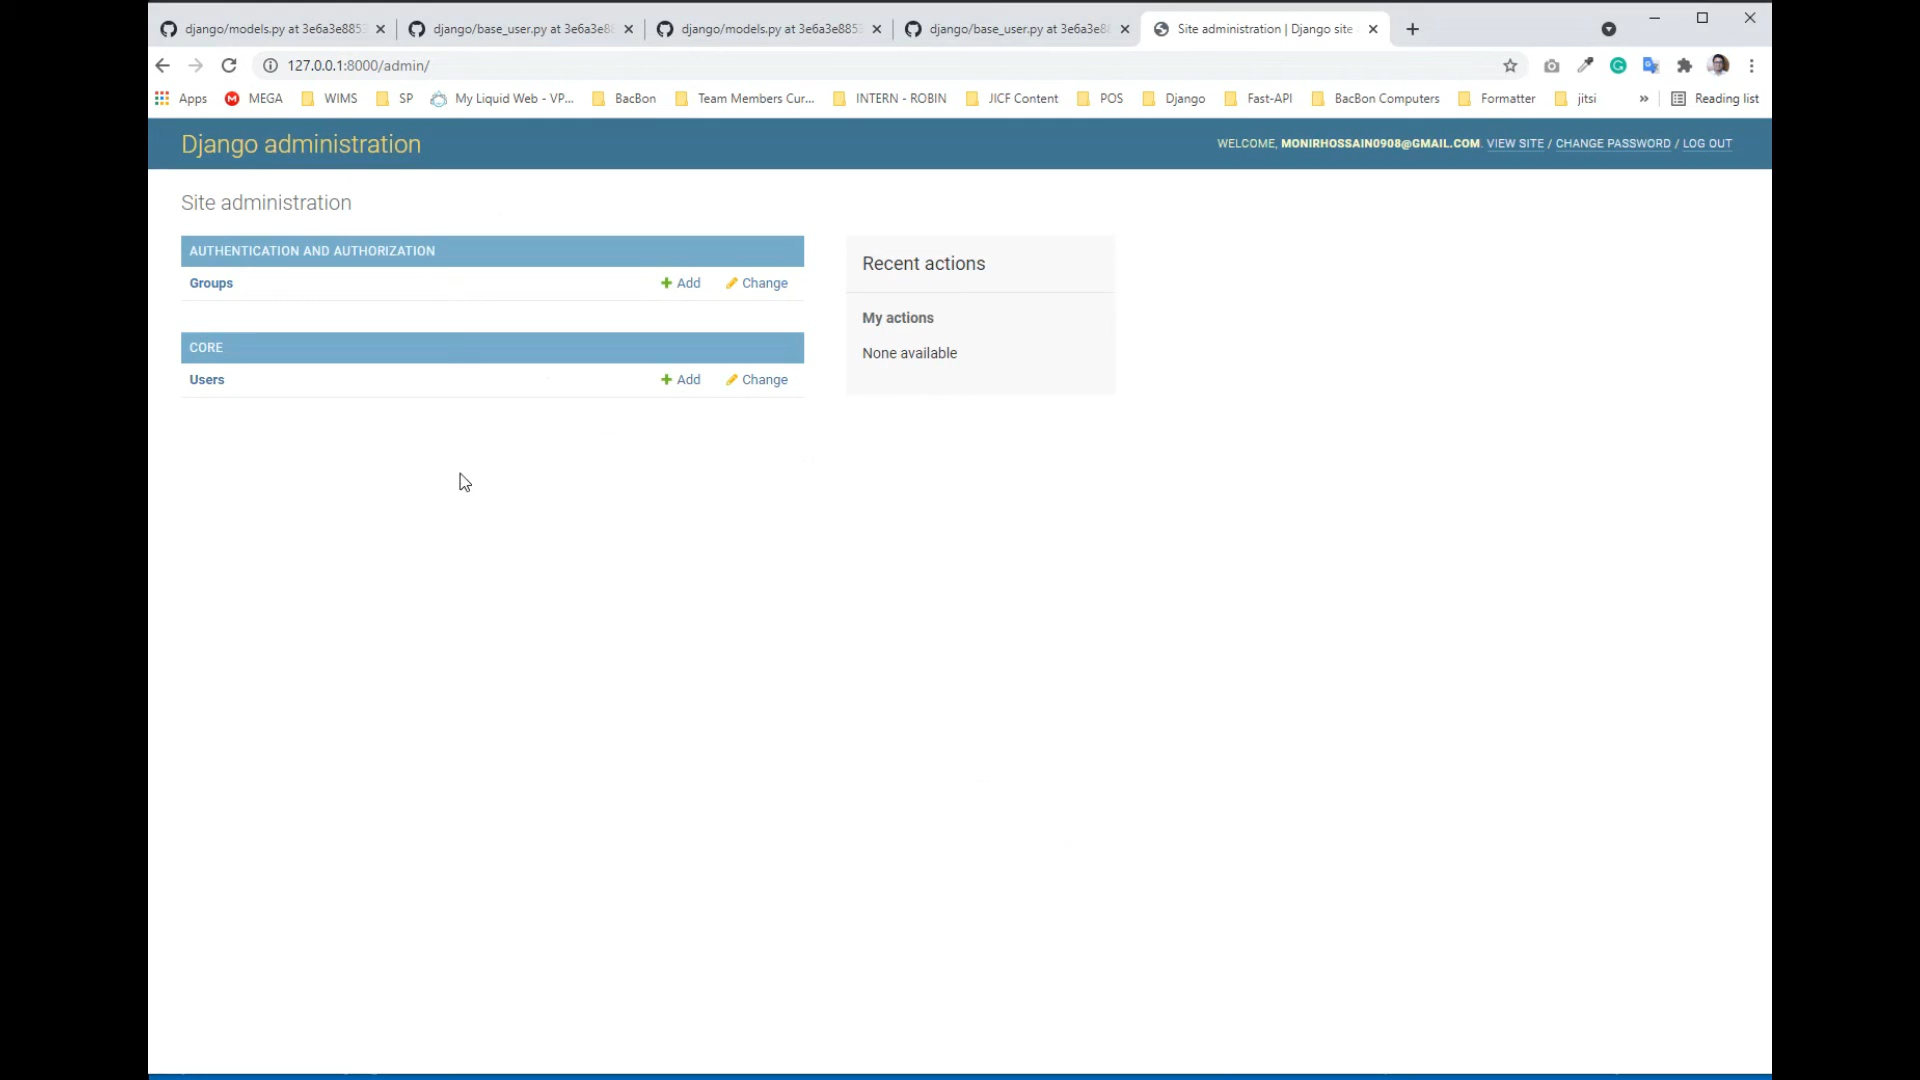 django/models.py at 3e6a3e885
django/base_user.py at 3e6a3e8
django/models.py at 3e6a3e885
django/base_user.py at 3e6a3e8
Site administration | Django site
127.0.0.1:8000/admin/
Apps
MEGA
WIMS
SP
My Liquid Web - VP...
BacBon
Team Members Cur...
INTERN - ROBIN
JICF Content
POS
Django
Fast-API
BacBon Computers
Formatter
jitsi
»
Reading list
Django administration
WELCOME, MONIRHOSSAIN0908@GMAIL.COM. VIEW SITE / CHANGE PASSWORD / LOG OUT
Site administration
AUTHENTICATION AND AUTHORIZATION
Groups
Add
Change
CORE
Users
Add
Change
Recent actions
My actions
None available